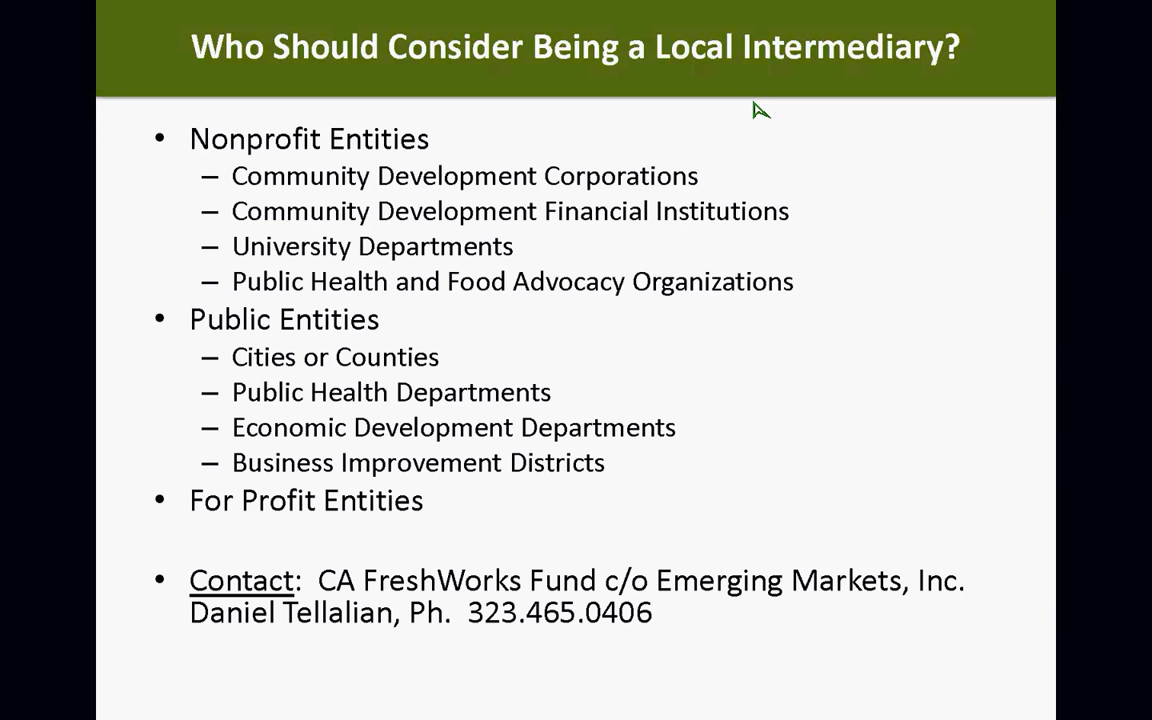 Who Should Consider Being a Local Intermediary?
• Nonprofit Entities
– Community Development Corporations
– Community Development Financial Institutions
– University Departments
– Public Health and Food Advocacy Organizations
• Public Entities
– Cities or Counties
– Public Health Departments
– Economic Development Departments
– Business Improvement Districts
• For Profit Entities
• Contact: CA FreshWorks Fund c/o Emerging Markets, Inc.
Daniel Tellalian, Ph. 323.465.0406